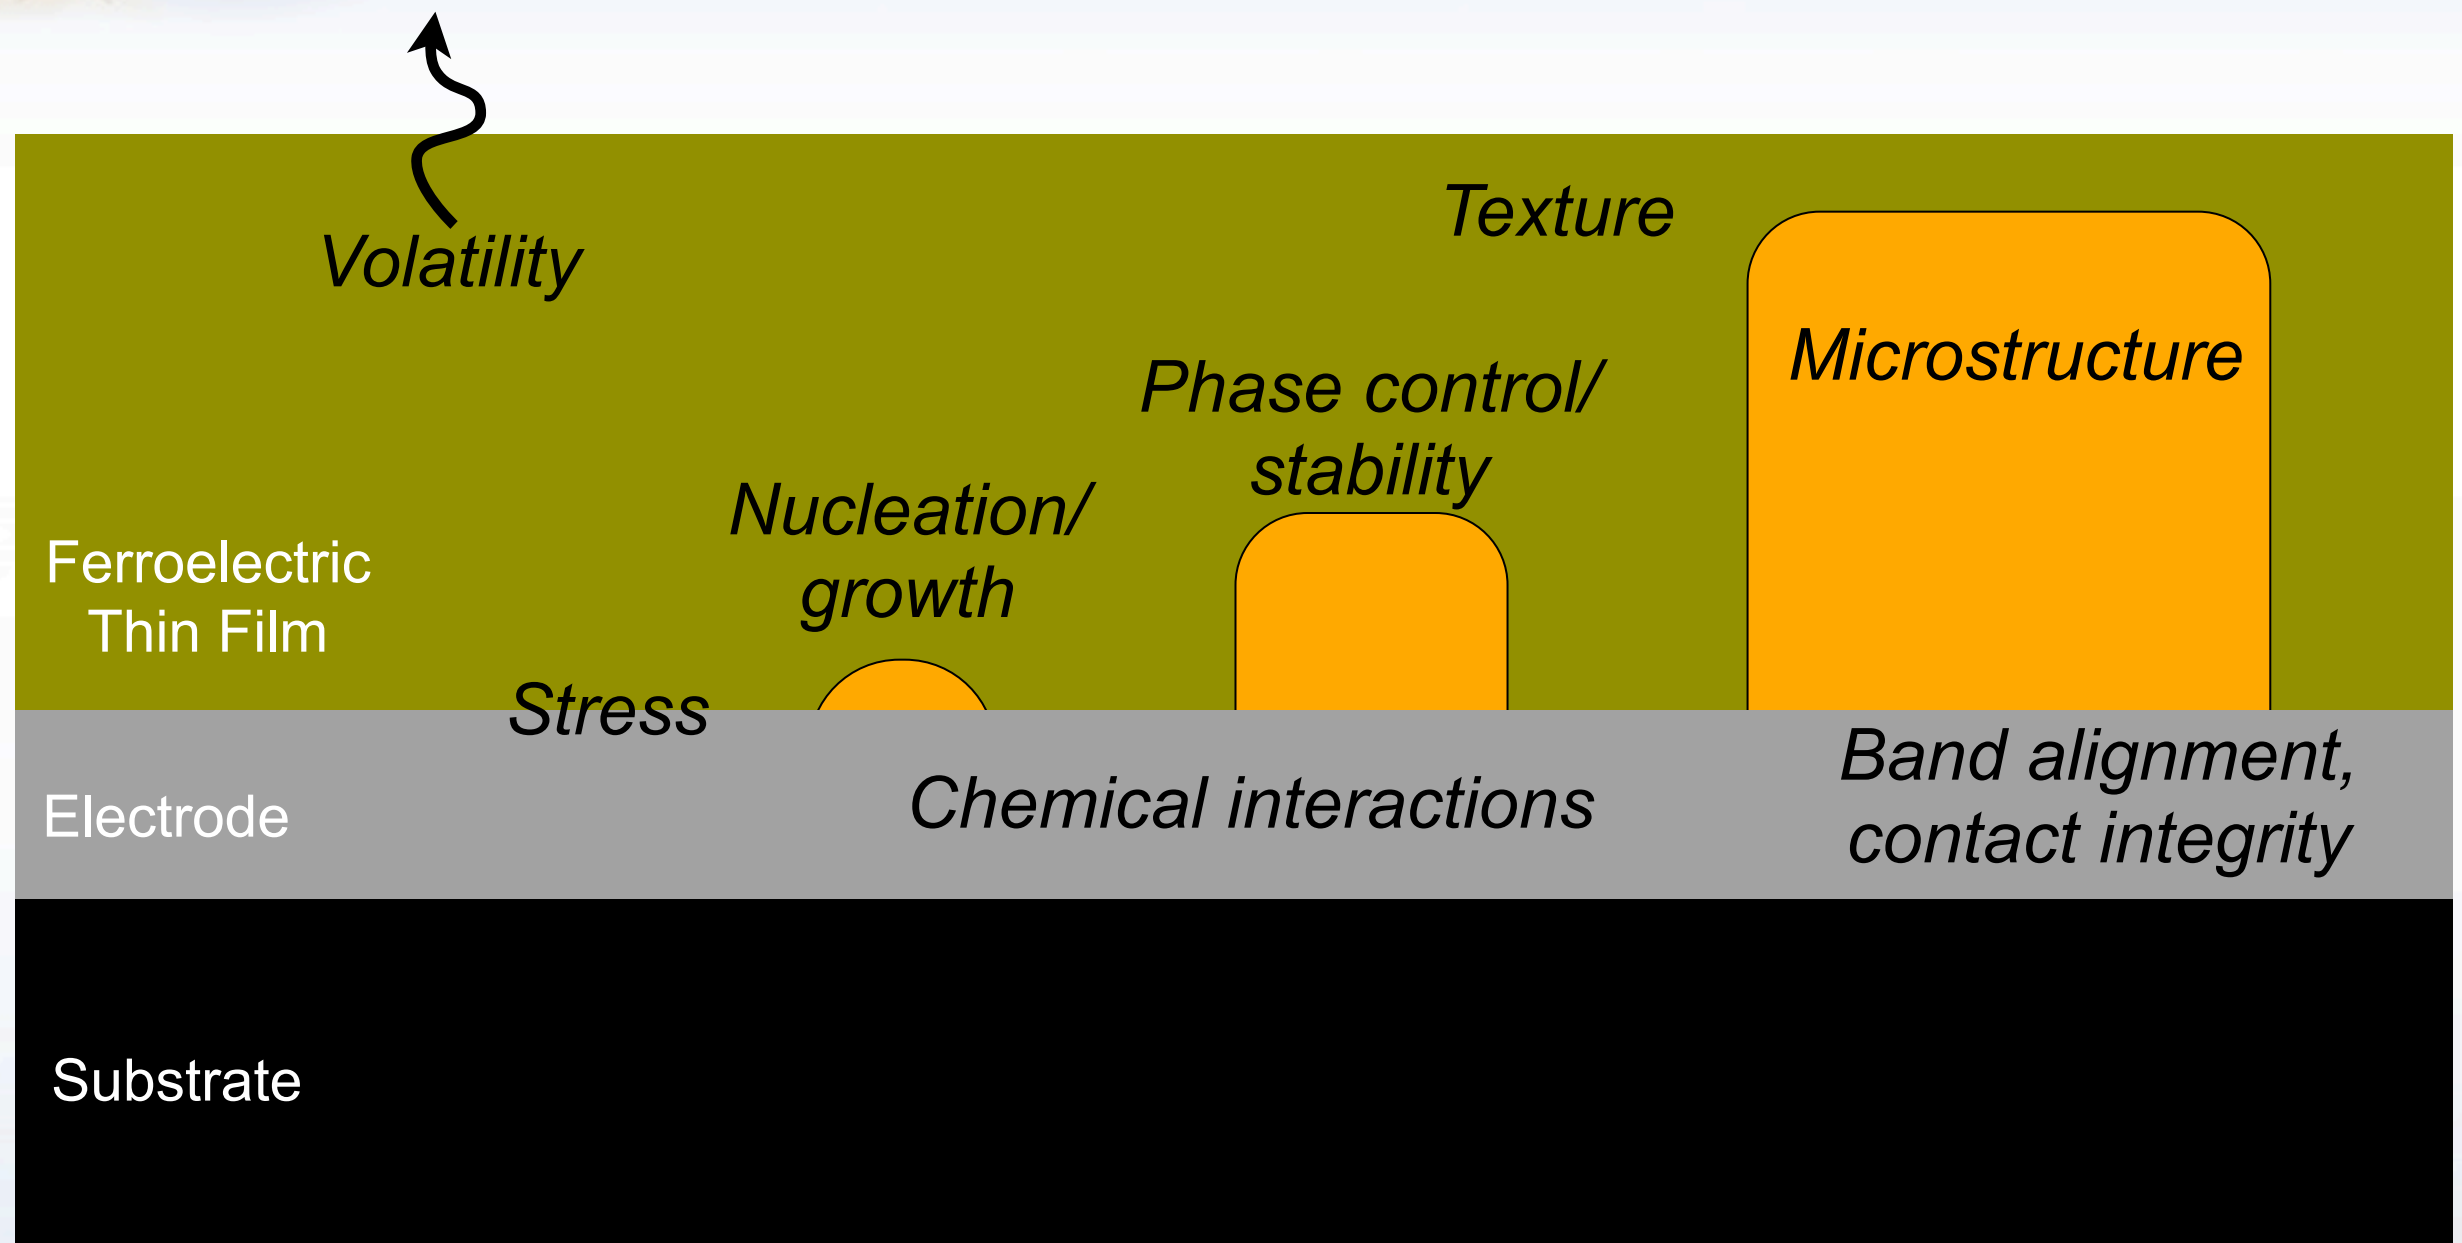 Volatility
Texture
Microstructure
Phase control/
stability
Nucleation/
growth
Ferroelectric
Thin Film
Stress
Electrode
Chemical interactions
Band alignment,
contact integrity
Substrate